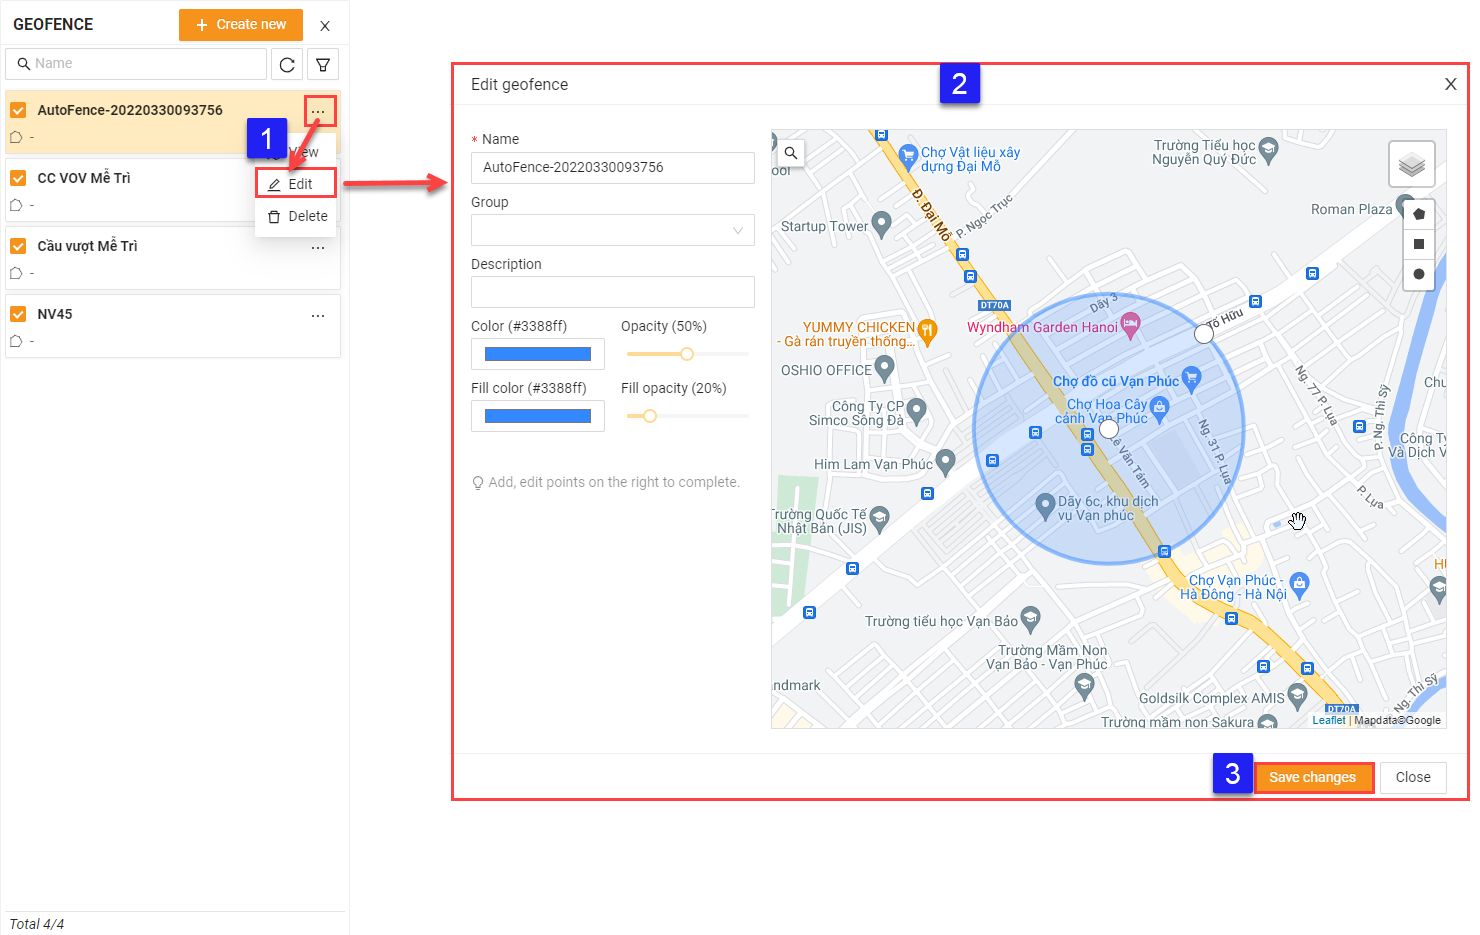 GEOFENCE
Create new
X
Name
AutoFence-20220330093756
...
-
1
View
Edit
Delete
CC VOV Mễ Trì
-
Cầu vượt Mễ Trì
...
-
NV45
...
-
Total 4/4
Edit geofence
2
X
* Name
AutoFence-20220330093756
Group
Description
Color (#3388ff)
Opacity (50%)
Fill color (#3388ff)
Fill opacity (20%)
Add, edit points on the right to complete.
Chợ Vật liệu xây
dựng Đại Mỗ
Trường Tiểu học
Nguyễn Quý Đức
Đ. Đại Mỗ
P. Ngọc Trục
Startup Tower
Roman Plaza
DT70A
Dãy 3
Tố Hữu
YUMMY CHICKEN
- Gà rán truyền thống...
Wyndham Garden Hanoi
OSHIO OFFICE
Chợ đồ cũ Vạn Phúc
Chợ Hoa Cây
cảnh Vạn Phúc
Công Ty CP
Simco Sông Đà
Ng. 77 P. Lụa
P. Ng. Thì Sỹ
Chu
Công Ty
Và Dịch V
Ng. 31 P. Lụa
Lê Văn Tám
Him Lam Vạn Phúc
Dãy 6c, khu dịch
vụ Vạn phúc
P. Lụa
Trường Quốc Tế
Nhật Bản (JIS)
Chợ Vạn Phúc -
Hà Đông - Hà Nội
Trường tiểu học Vạn Bảo
Trường Mầm Non
Vạn Bảo - Vạn Phúc
ndmark
Goldsilk Complex AMIS
Ng. Thì Sỹ
DT70A
Trường mầm non Sakura
Leaflet | Mapdata©Google
3
Save changes
Close